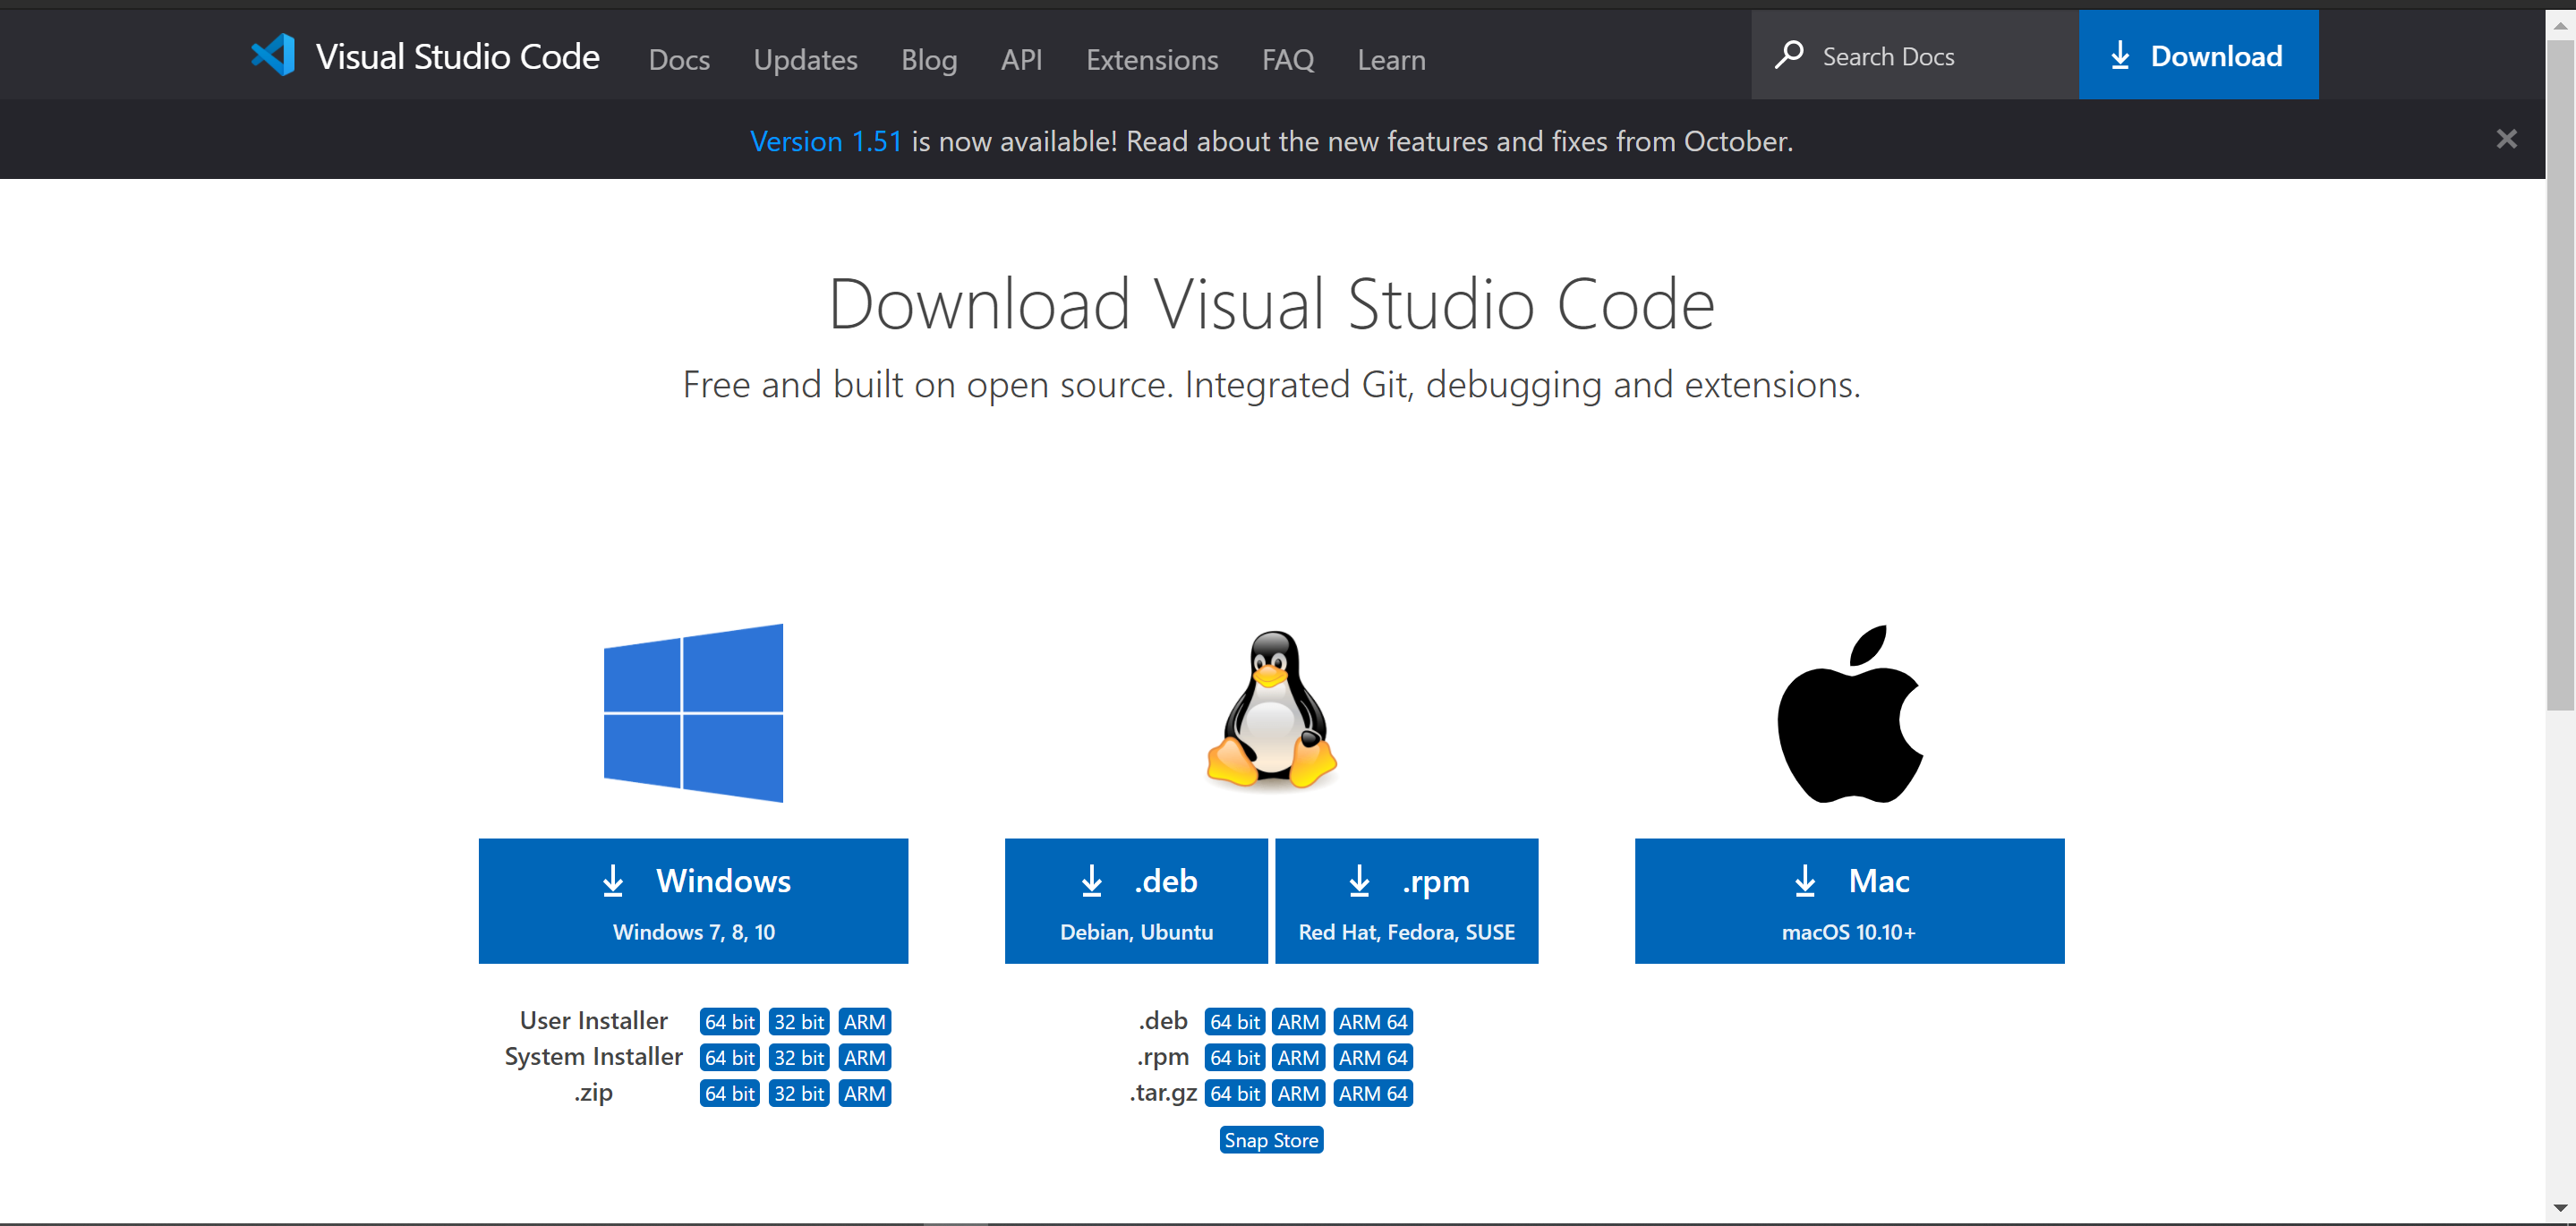 Visual Studio Code Docs Updates Blog API Extensions FAQ Learn Search Docs Download
Version 1.51 is now available! Read about the new features and fixes from October.
Download Visual Studio Code
Free and built on open source. Integrated Git, debugging and extensions.
Windows
Windows 7, 8, 10
User Installer 64 bit 32 bit ARM
System Installer 64 bit 32 bit ARM
.zip 64 bit 32 bit ARM
.deb
Debian, Ubuntu
.rpm
Red Hat, Fedora, SUSE
.deb 64 bit ARM ARM 64
.rpm 64 bit ARM ARM 64
.tar.gz 64 bit ARM ARM 64
Snap Store
Mac
macOS 10.10+